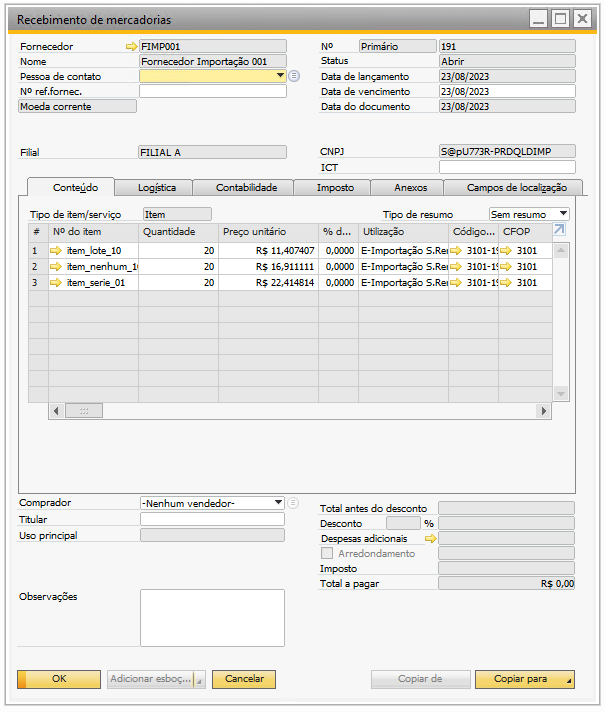 Recebimento de mercadorias
Fornecedor FIMP001 Nº Primário 191
Nome Fornecedor Importação 001 Status Abrir
Pessoa de contato Data de lançamento 23/08/2023
Nº ref.fornec. Data de vencimento 23/08/2023
Moeda corrente Data do documento 23/08/2023
Filial FILIAL A CNPJ S@pU773R-PRDQLDIMP
ICT
Conteúdo Logística Contabilidade Imposto Anexos Campos de localização
Tipo de item/serviço Item Tipo de resumo Sem resumo
# Nº do item Quantidade Preço unitário % d... Utilização Código... CFOP
1 item_lote_10 20 R$ 11,407407 0,0000 E-Importação S.Re 3101-1 3101
2 item_nenhum_1 20 R$ 16,911111 0,0000 E-Importação S.Re 3101-1 3101
3 item_serie_01 20 R$ 22,414814 0,0000 E-Importação S.Re 3101-1 3101
Comprador -Nenhum vendedor- Total antes do desconto
Titular Desconto %
Uso principal Despesas adicionais
Arredondamento
Imposto
Total a pagar R$ 0,00
Observações
OK Adicionar esboç... Cancelar Copiar de Copiar para